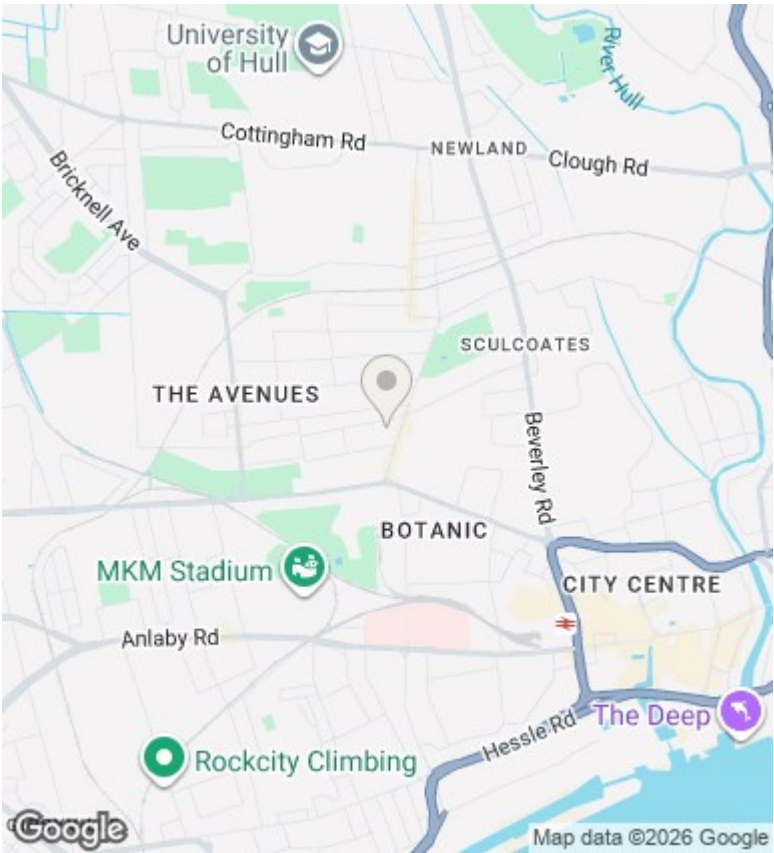 University
of Hull
River Hull
Cottingham Rd
NEWLAND
Clough Rd
Bricknell Ave
SCULCOATES
THE AVENUES
Beverley Rd
BOTANIC
MKM Stadium
CITY CENTRE
Anlaby Rd
The Deep
Hessle Rd
Rockcity Climbing
Google
Map data ©2026 Google